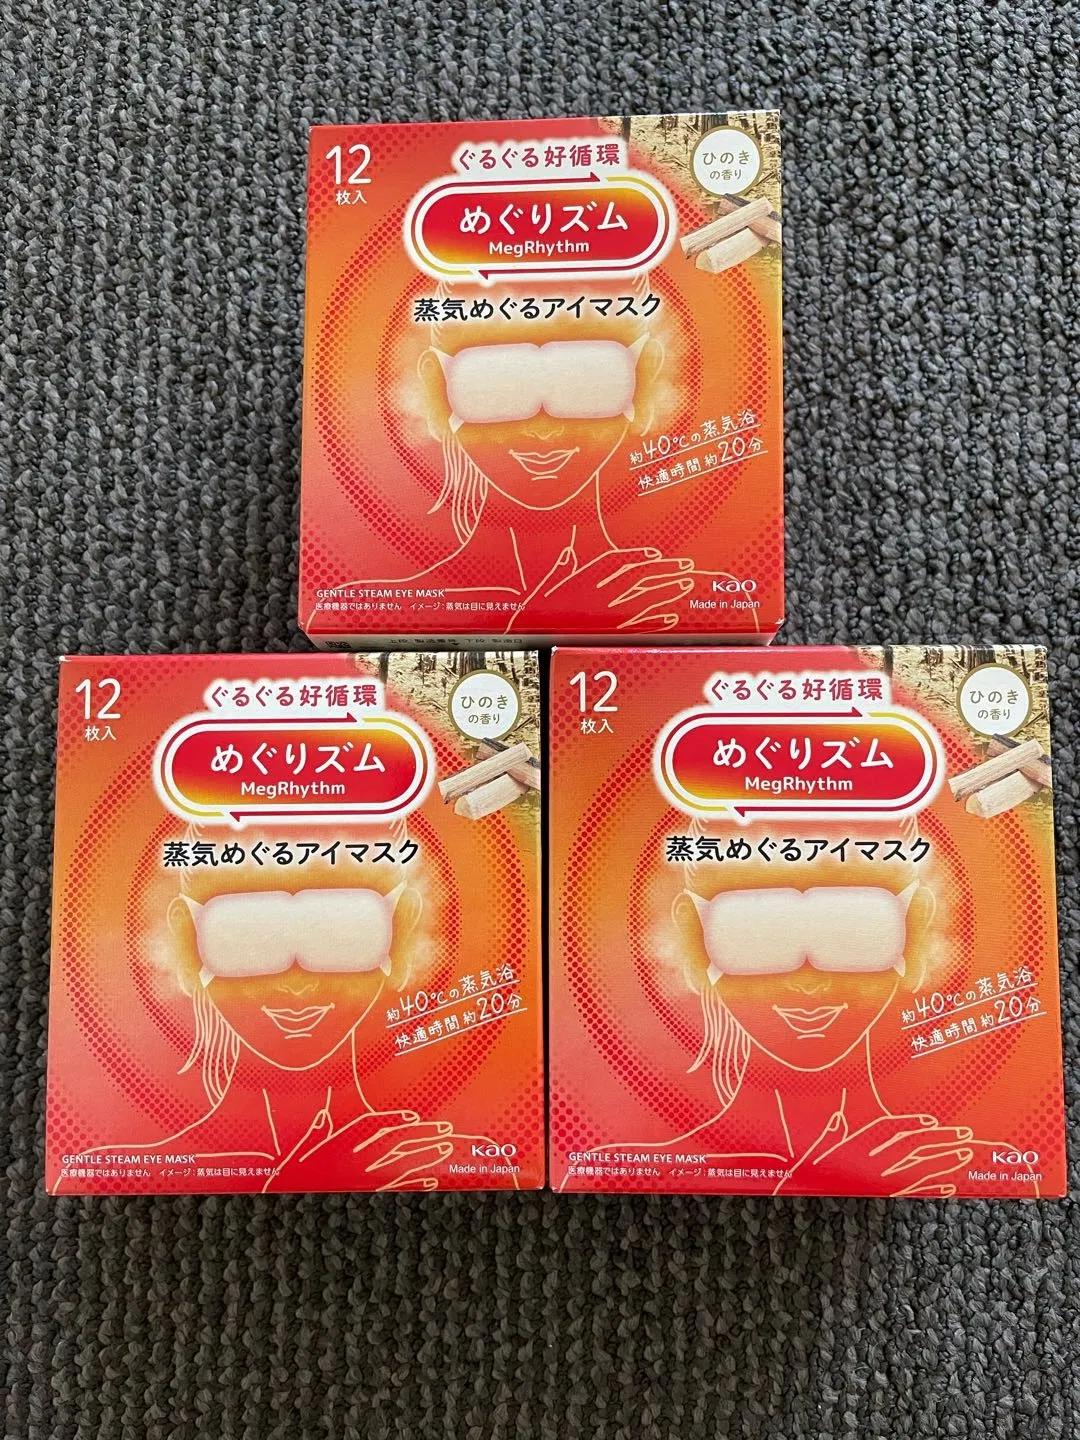 12
枚入
ぐるぐる好循環
めぐりズム
MegRhythm
ひのき
の香り
蒸気めぐるアイマスク
約40℃の蒸気浴
快適時間 約20分
GENTLE STEAM EYE MASK
医療機器ではありません イメージ:蒸気は目に見えません
Kao
Made in Japan
12
枚入
ぐるぐる好循環
めぐりズム
MegRhythm
ひのき
の香り
蒸気めぐるアイマスク
約40℃の蒸気浴
快適時間 約20分
GENTLE STEAM EYE MASK
医療機器ではありません イメージ:蒸気は目に見えません
Kao
Made in Japan
12
枚入
ぐるぐる好循環
めぐりズム
MegRhythm
ひのき
の香り
蒸気めぐるアイマスク
約40℃の蒸気浴
快適時間 約20分
GENTLE STEAM EYE MASK
医療機器ではありません イメージ:蒸気は目に見えません
Kao
Made in Japan